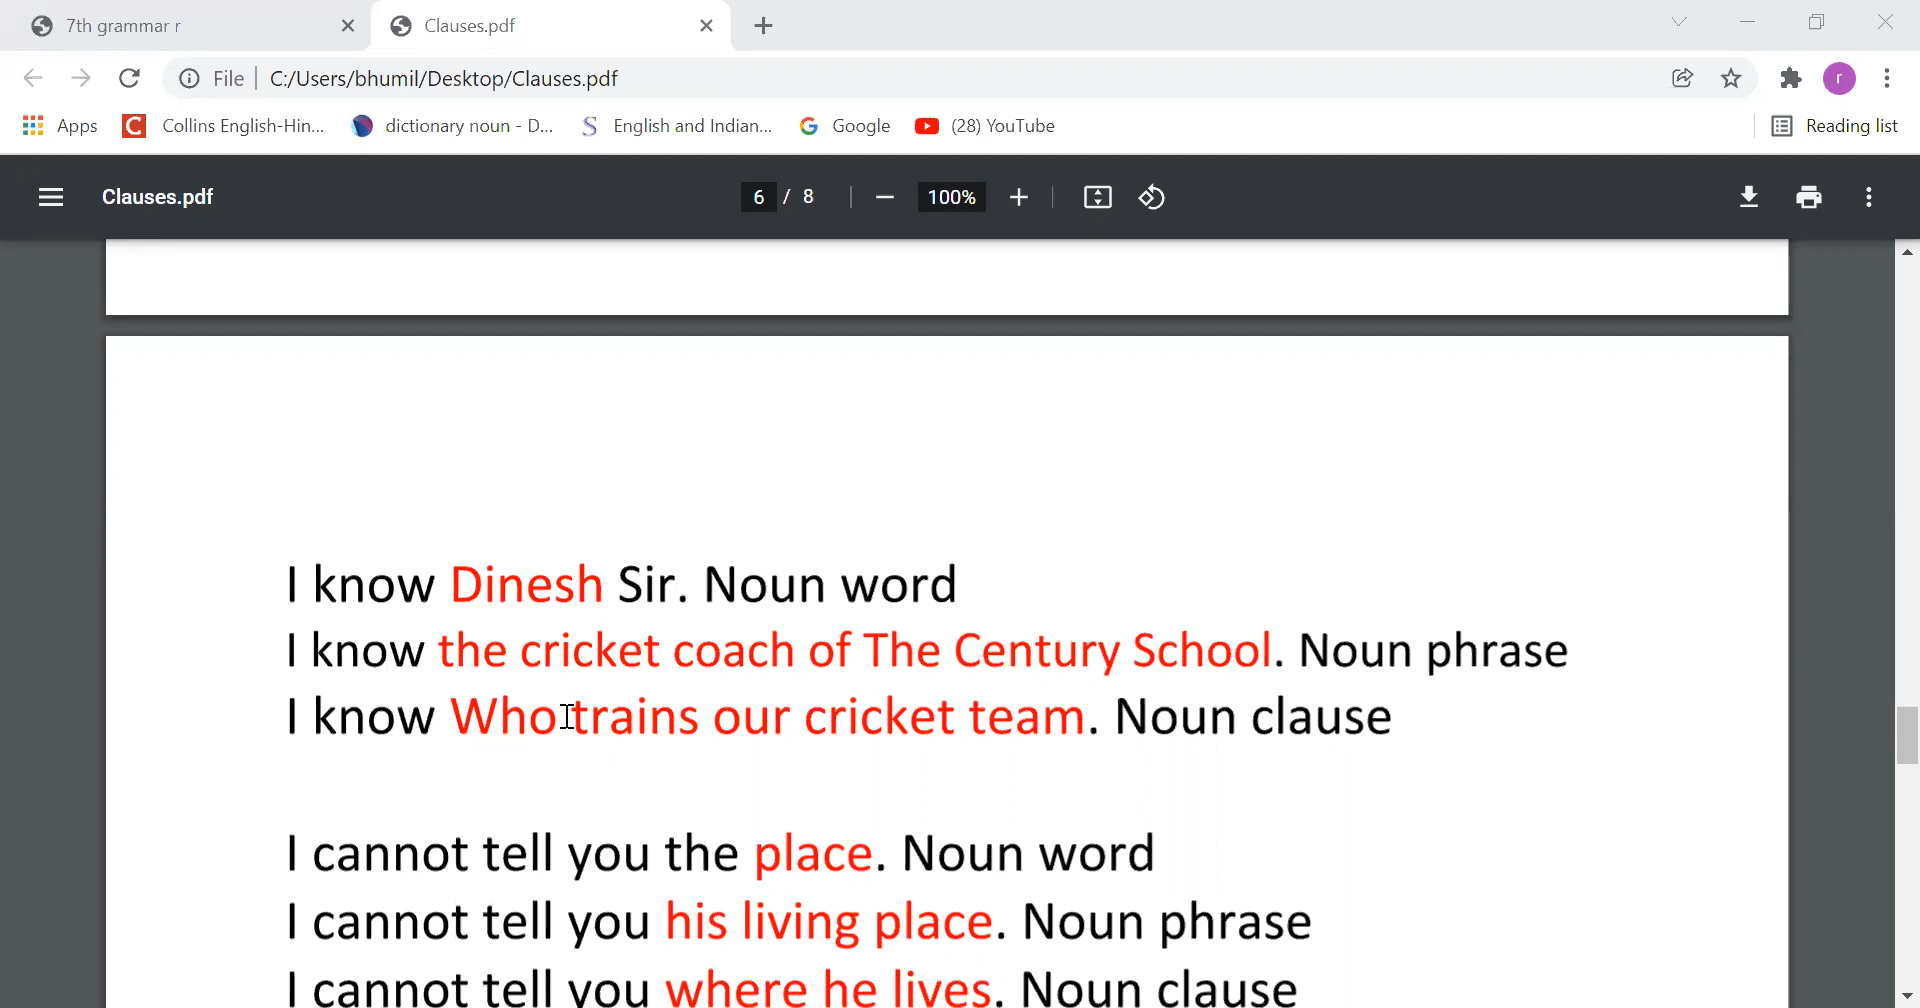 7th grammar r
Clauses.pdf
File C:/Users/bhumil/Desktop/Clauses.pdf
r
Apps Collins English-Hin... dictionary noun - D... English and Indian... Google (28) YouTube Reading list
Clauses.pdf 6 / 8 100%
I know Dinesh Sir. Noun word
I know the cricket coach of The Century School. Noun phrase
I know Who trains our cricket team. Noun clause
I cannot tell you the place. Noun word
I cannot tell you his living place. Noun phrase
I cannot tell you where he lives. Noun clause